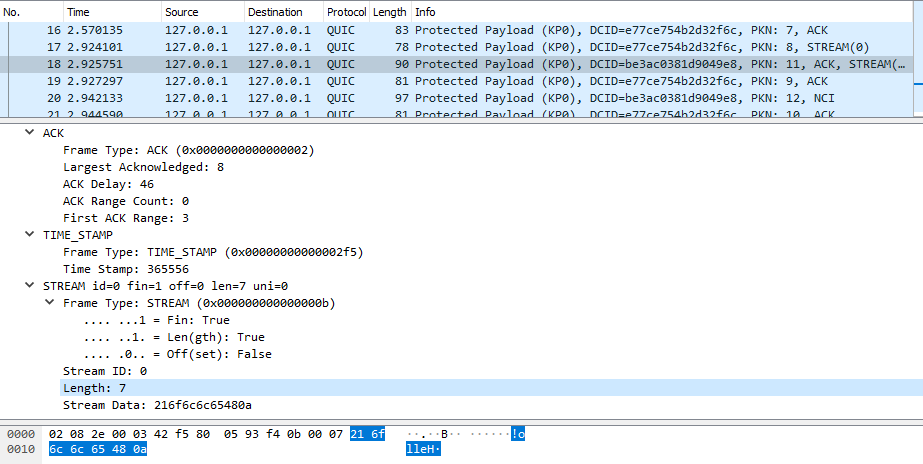 No. Time Source Destination Protocol Length Info
16 2.570135 127.0.0.1 127.0.0.1 QUIC 83 Protected Payload (KP0), DCID=e77ce754b2d32f6c, PKN: 7, ACK
17 2.924101 127.0.0.1 127.0.0.1 QUIC 78 Protected Payload (KP0), DCID=e77ce754b2d32f6c, PKN: 8, STREAM(0)
18 2.925751 127.0.0.1 127.0.0.1 QUIC 90 Protected Payload (KP0), DCID=be3ac0381d9049e8, PKN: 11, ACK, STREAM(…
19 2.927297 127.0.0.1 127.0.0.1 QUIC 81 Protected Payload (KP0), DCID=e77ce754b2d32f6c, PKN: 9, ACK
20 2.942133 127.0.0.1 127.0.0.1 QUIC 97 Protected Payload (KP0), DCID=be3ac0381d9049e8, PKN: 12, NCI
21 2.944590 127.0.0.1 127.0.0.1 QUIC 81 Protected Payload (KP0), DCID=e77ce754b2d32f6c, PKN: 10, ACK
ACK
Frame Type: ACK (0x0000000000000002)
Largest Acknowledged: 8
ACK Delay: 46
ACK Range Count: 0
First ACK Range: 3
TIME_STAMP
Frame Type: TIME_STAMP (0x00000000000002f5)
Time Stamp: 365556
STREAM id=0 fin=1 off=0 len=7 uni=0
Frame Type: STREAM (0x000000000000000b)
.... ...1 = Fin: True
.... ..1. = Len(gth): True
.... .0.. = Off(set): False
Stream ID: 0
Length: 7
Stream Data: 216f6c6c65480a
0000 02 08 2e 00 03 42 f5 80 05 93 f4 0b 00 07 21 6f ··.··B·· ······!o
0010 6c 6c 65 48 0a lleH·